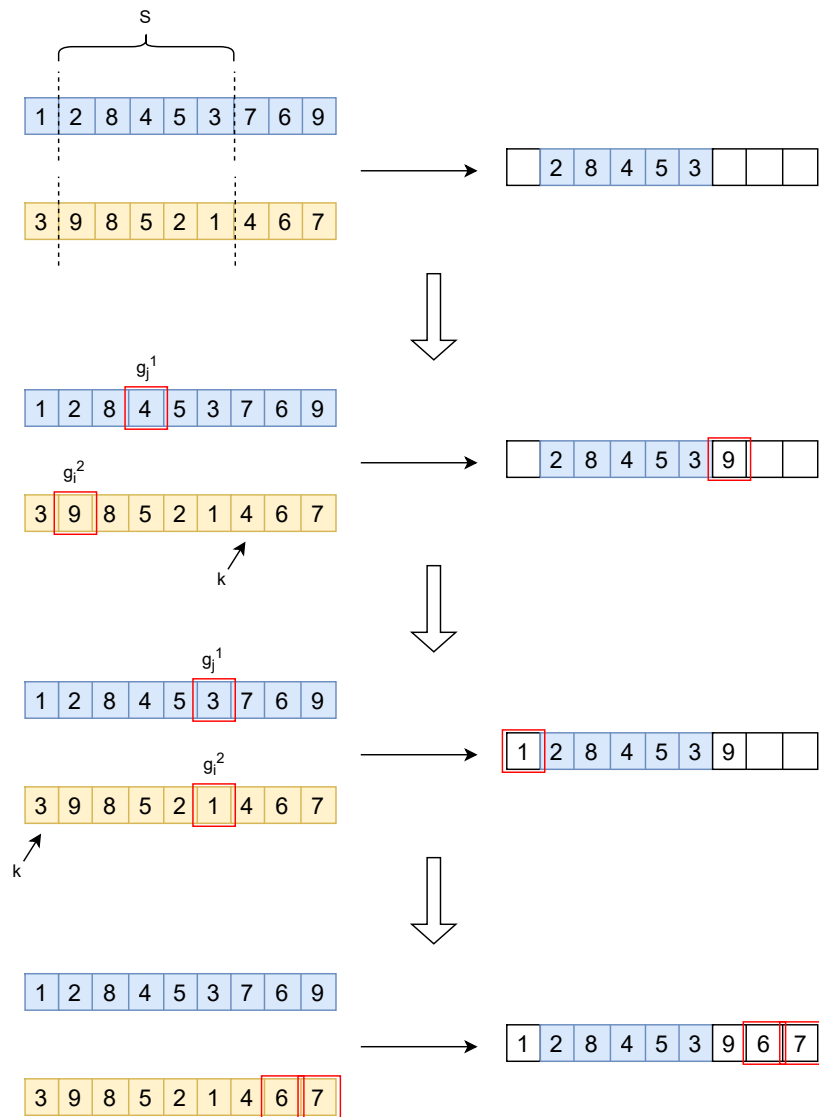 S
1 2 8 4 5 3 7 6 9
2 8 4 5 3
3 9 8 5 2 1 4 6 7
g_j^1
1 2 8 4 5 3 7 6 9
2 8 4 5 3 9
g_i^2
3 9 8 5 2 1 4 6 7
k
g_j^1
1 2 8 4 5 3 7 6 9
1 2 8 4 5 3 9
g_i^2
3 9 8 5 2 1 4 6 7
k
1 2 8 4 5 3 7 6 9
1 2 8 4 5 3 9 6 7
3 9 8 5 2 1 4 6 7